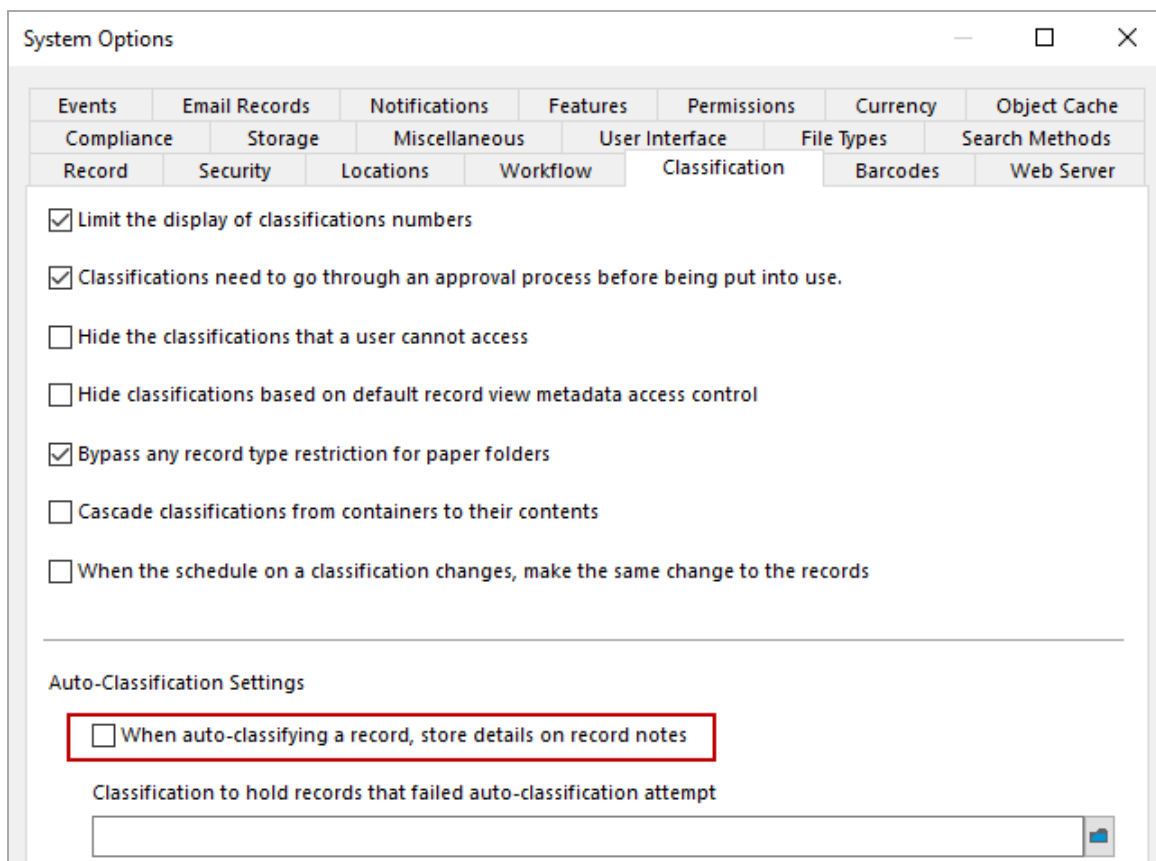 System Options
Events Email Records Notifications Features Permissions Currency Object Cache
Compliance Storage Miscellaneous User Interface File Types Search Methods
Record Security Locations Workflow Classification Barcodes Web Server
Limit the display of classifications numbers
Classifications need to go through an approval process before being put into use.
Hide the classifications that a user cannot access
Hide classifications based on default record view metadata access control
Bypass any record type restriction for paper folders
Cascade classifications from containers to their contents
When the schedule on a classification changes, make the same change to the records
Auto-Classification Settings
When auto-classifying a record, store details on record notes
Classification to hold records that failed auto-classification attempt